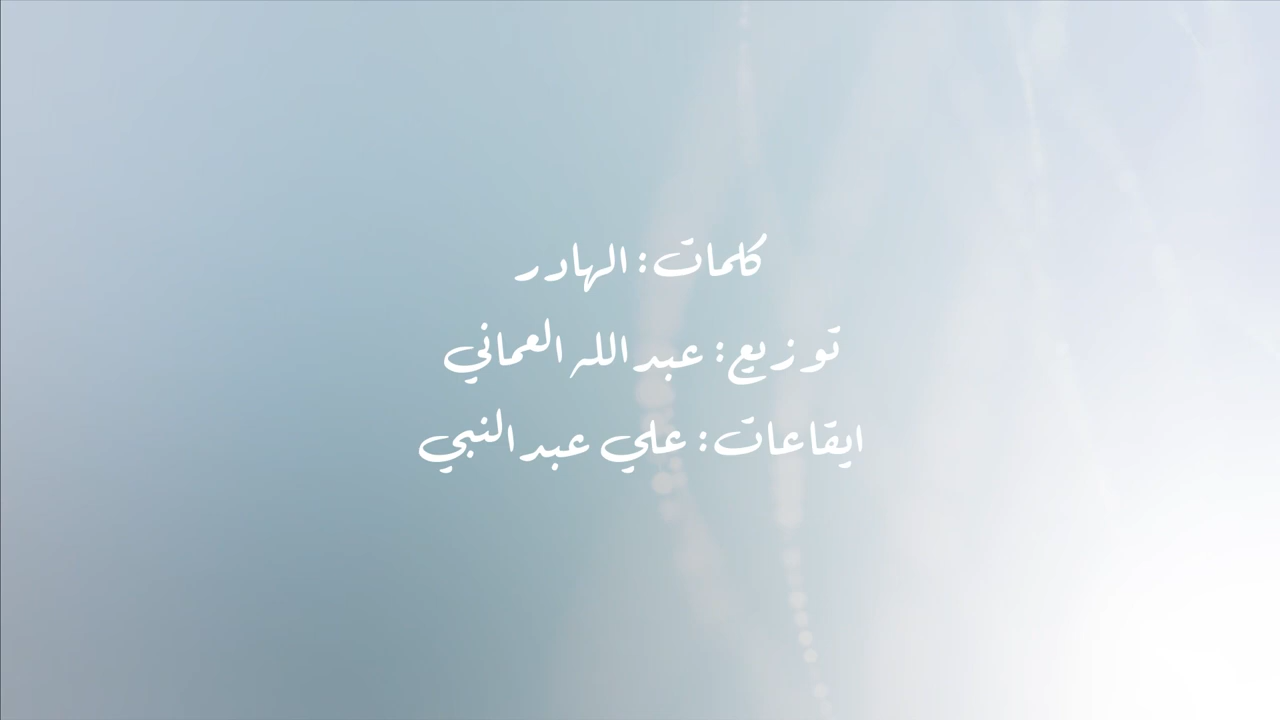 كلمات: الهادر
توزيع: عبدالله العماني
ايقاعات: علي عبدالنبي